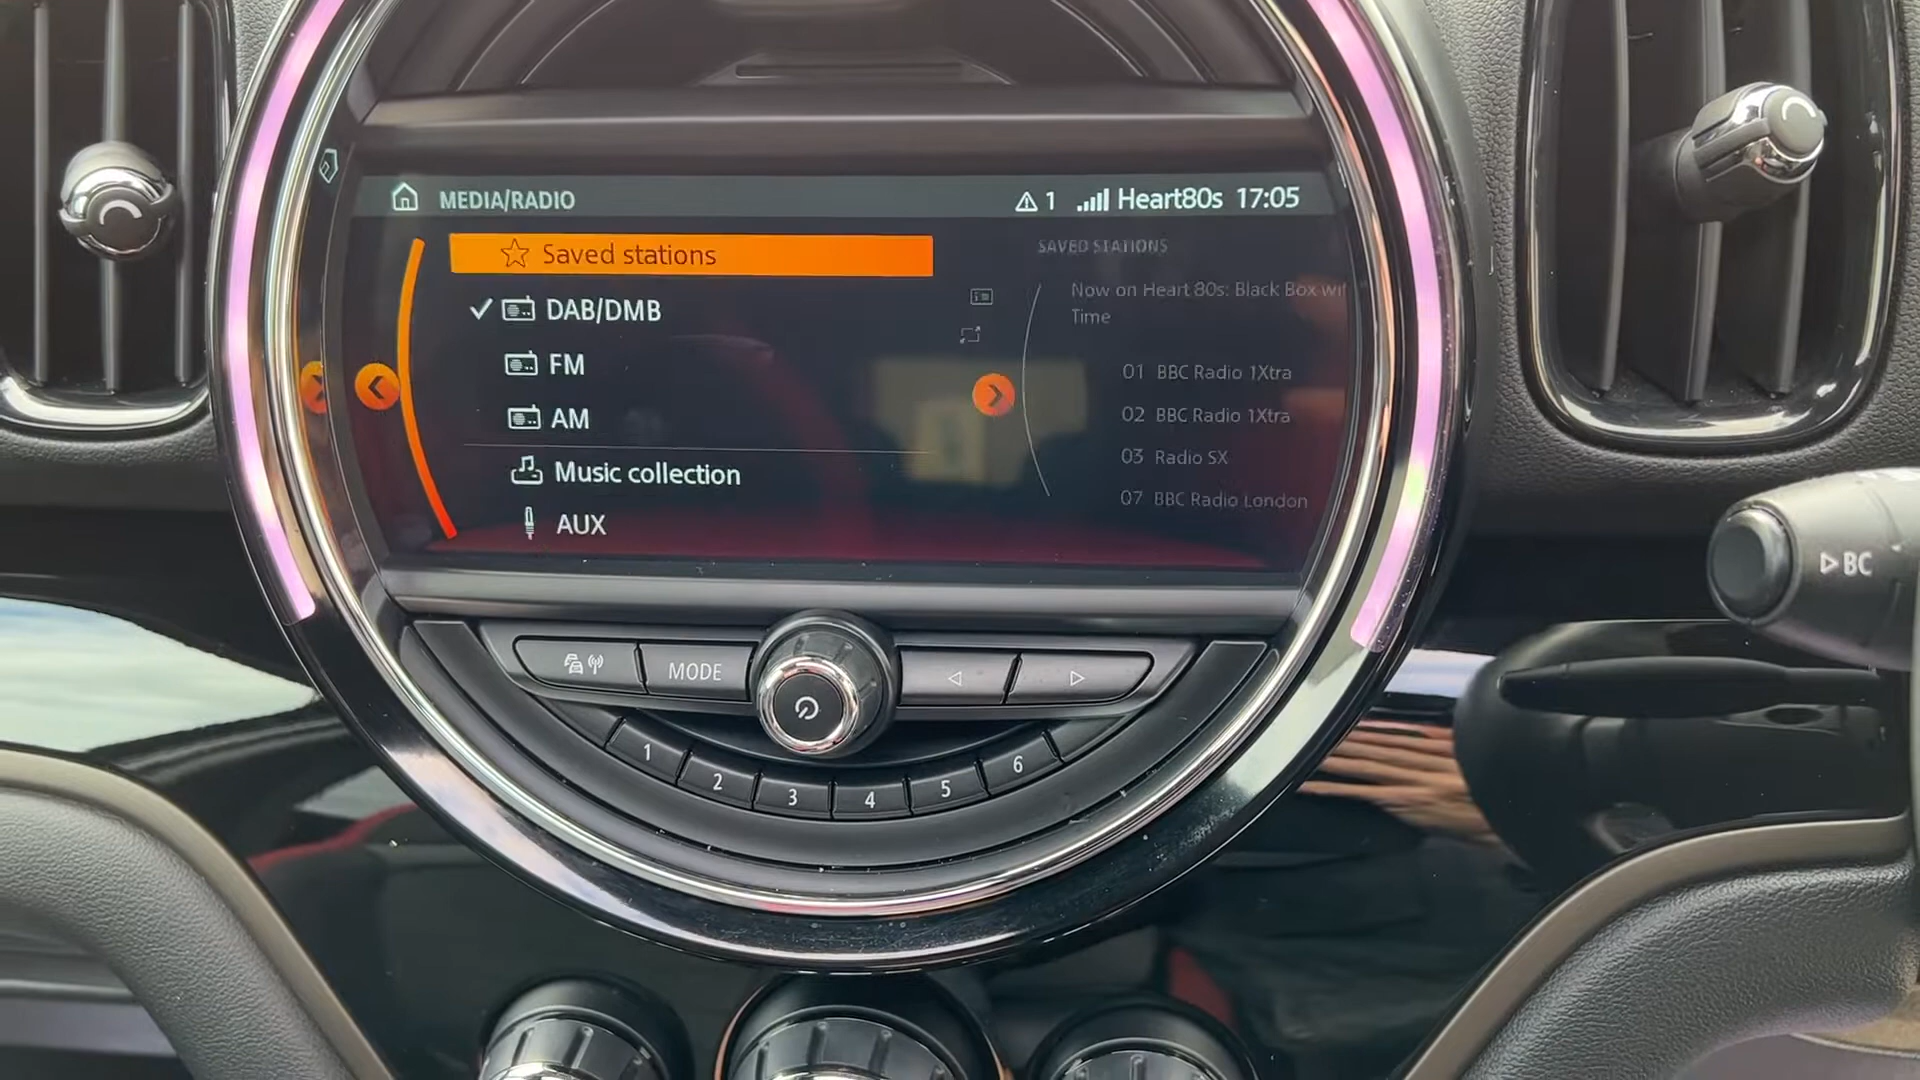 MEDIA/RADIO
1 Heart80s 17:05
Saved stations
DAB/DMB
FM
AM
Music collection
AUX
SAVED STATIONS
Now on Heart 80s: Black Box wi
Time
01 BBC Radio 1Xtra
02 BBC Radio 1Xtra
03 Radio SX
07 BBC Radio London
MODE
1
2
3
4
5
6
BC